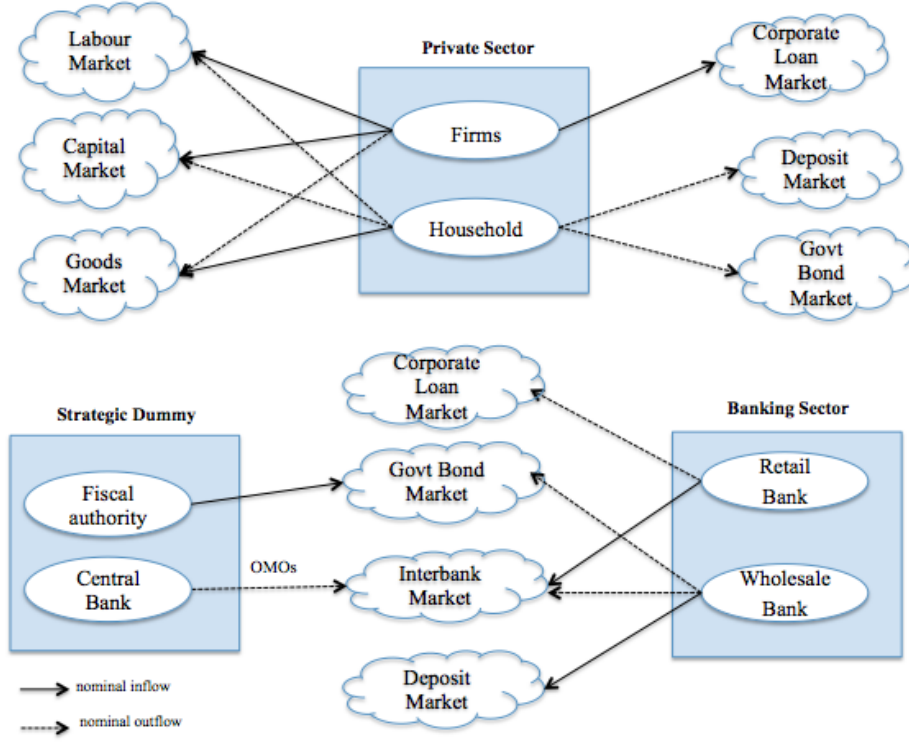 Labour
Market
Private Sector
Corporate
Loan
Market
Firms
Capital
Market
Deposit
Market
Household
Goods
Market
Govt
Bond
Market
Corporate
Loan
Market
Strategic Dummy
Banking Sector
Fiscal
authority
Govt Bond
Market
Retail
Bank
Central
Bank
OMOs
Interbank
Market
Wholesale
Bank
Deposit
Market
nominal inflow
nominal outflow